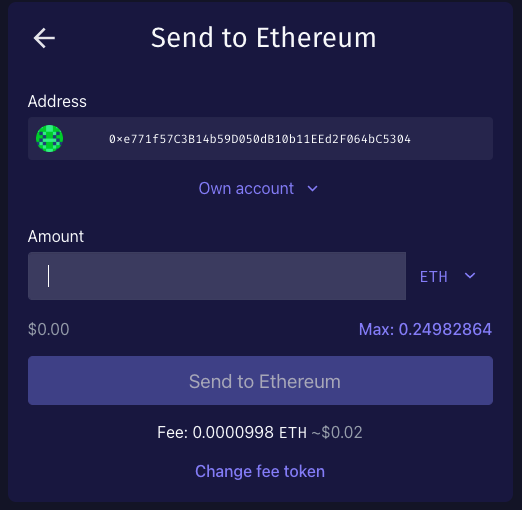 Send to Ethereum
Address
0xe771f57C3B14b59D050dB10b11EEd2F064bC5304
Own account
Amount
ETH
$0.00 Max: 0.24982864
Send to Ethereum
Fee: 0.0000998 ETH ~$0.02
Change fee token